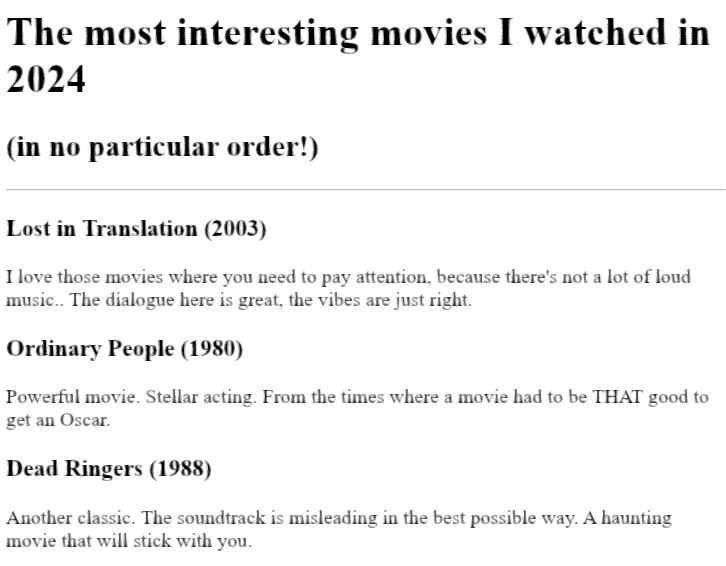 The most interesting movies I watched in
2024
(in no particular order!)
Lost in Translation (2003)
I love those movies where you need to pay attention, because there's not a lot of loud
music.. The dialogue here is great, the vibes are just right.
Ordinary People (1980)
Powerful movie. Stellar acting. From the times where a movie had to be THAT good to
get an Oscar.
Dead Ringers (1988)
Another classic. The soundtrack is misleading in the best possible way. A haunting
movie that will stick with you.